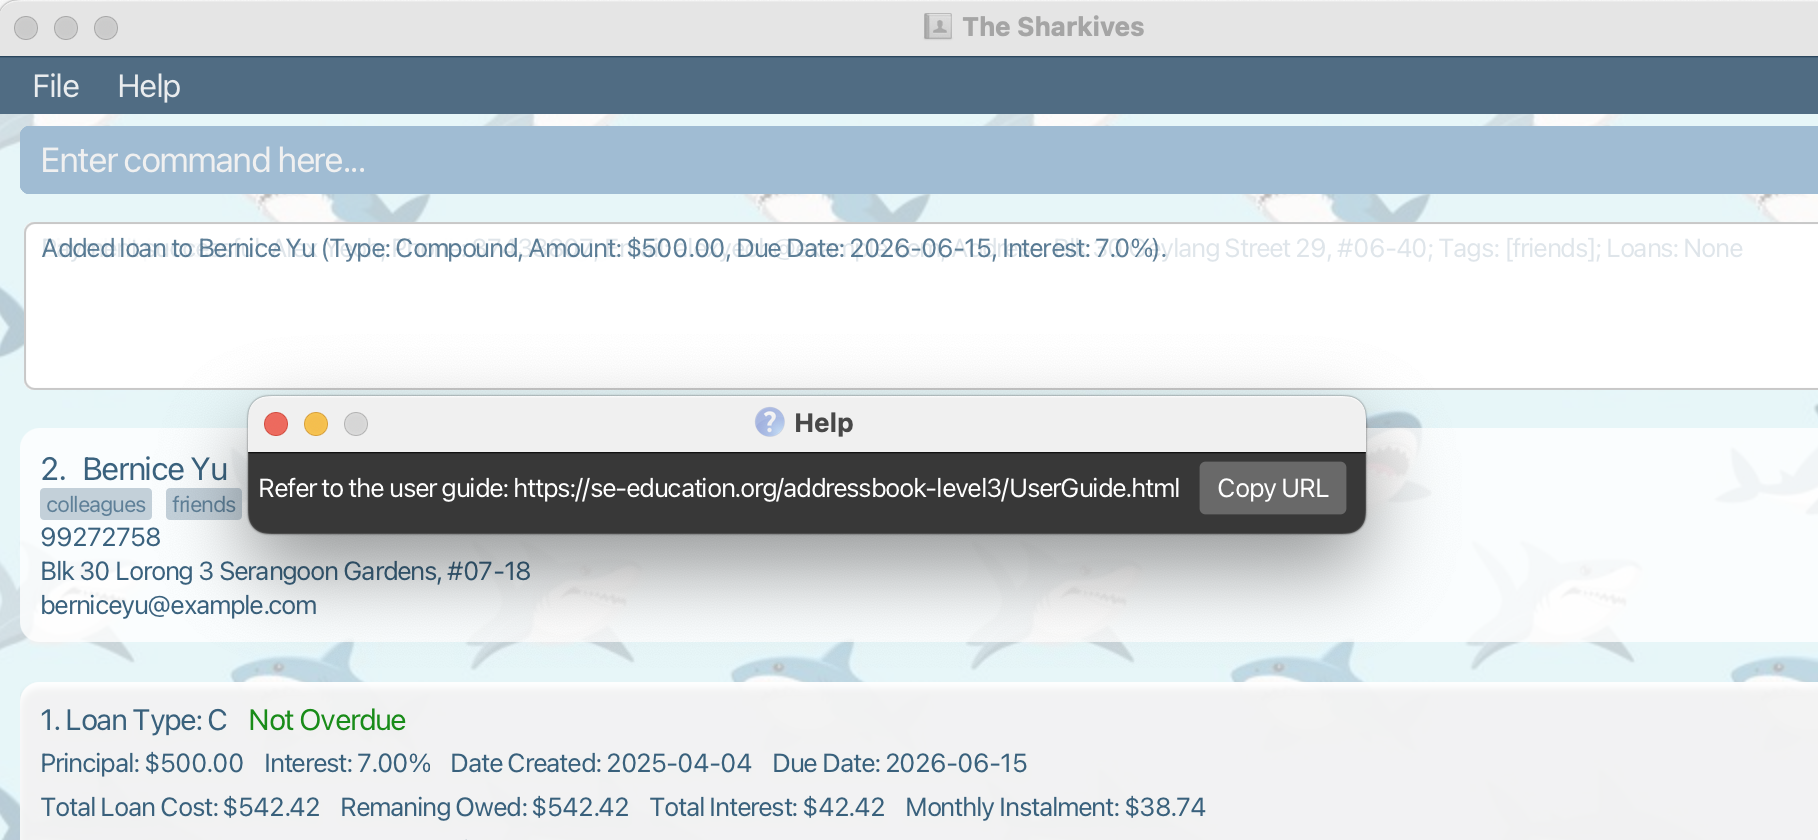 The Sharkives
File Help
Enter command here...
Added loan to Bernice Yu (Type: Compound, Amount: $500.00, Due Date: 2026-06-15, Interest: 7.0%).
Street 29, #06-40; Tags: [friends]; Loans: None
Help
Refer to the user guide: https://se-education.org/addressbook-level3/UserGuide.html Copy URL
2. Bernice Yu
colleagues friends
99272758
Blk 30 Lorong 3 Serangoon Gardens, #07-18
berniceyu@example.com
1. Loan Type: C Not Overdue
Principal: $500.00 Interest: 7.00% Date Created: 2025-04-04 Due Date: 2026-06-15
Total Loan Cost: $542.42 Remaning Owed: $542.42 Total Interest: $42.42 Monthly Instalment: $38.74